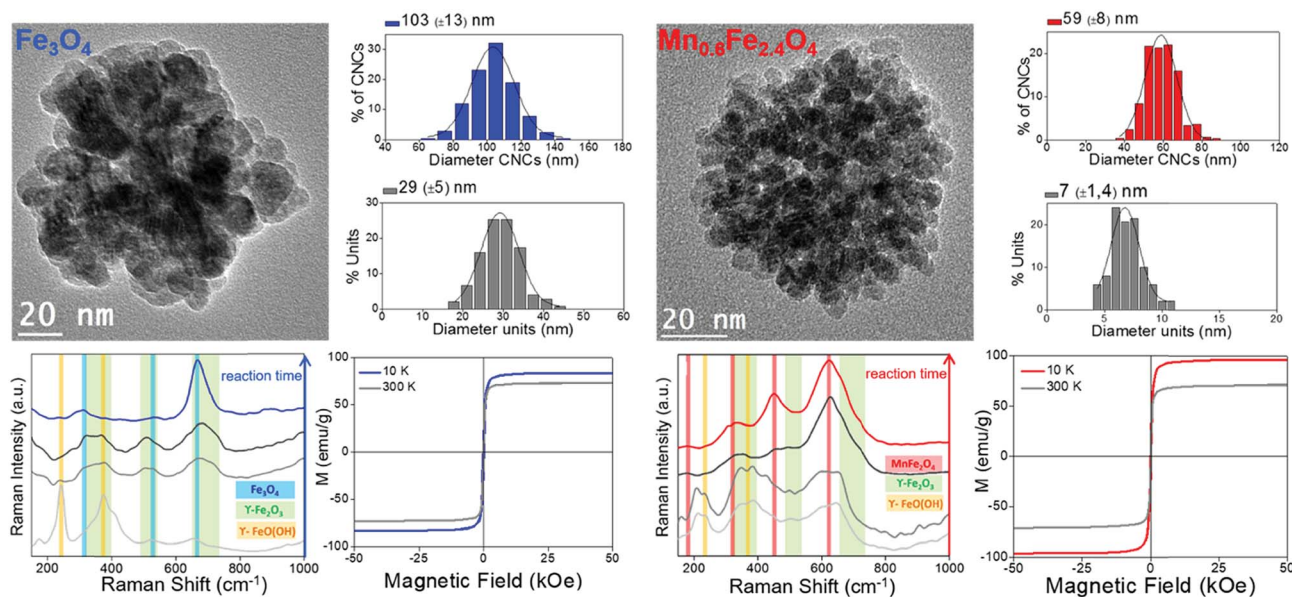 Fe3O4
20 nm
103 (±13) nm
% of CNCs
30
20
10
0
40 60 80 100 120 140 160 180
Diameter CNCs (nm)
29 (±5) nm
% Units
30
20
10
0
0 10 20 30 40 50 60
Diameter units (nm)
Mn0.6Fe2.4O4
20 nm
59 (±8) nm
% of CNCs
20
10
0
0 20 40 60 80 100 120
Diameter CNCs (nm)
7 (±1,4) nm
% Units
20
10
0
0 5 10 15 20
Diameter units (nm)
Raman Intensity (a.u.)
reaction time
Fe3O4
ϒ-Fe2O3
ϒ- FeO(OH)
200 400 600 800 1000
Raman Shift (cm-1)
M (emu/g)
100
50
0
-50
-100
10 K
300 K
-50 -25 0 25 50
Magnetic Field (kOe)
Raman Intensity (a.u.)
reaction time
MnFe2O4
ϒ-Fe2O3
ϒ- FeO(OH)
200 400 600 800 1000
Raman Shift (cm-1)
M (emu/g)
100
50
0
-50
-100
10 K
300 K
-50 -25 0 25 50
Magnetic Field (kOe)